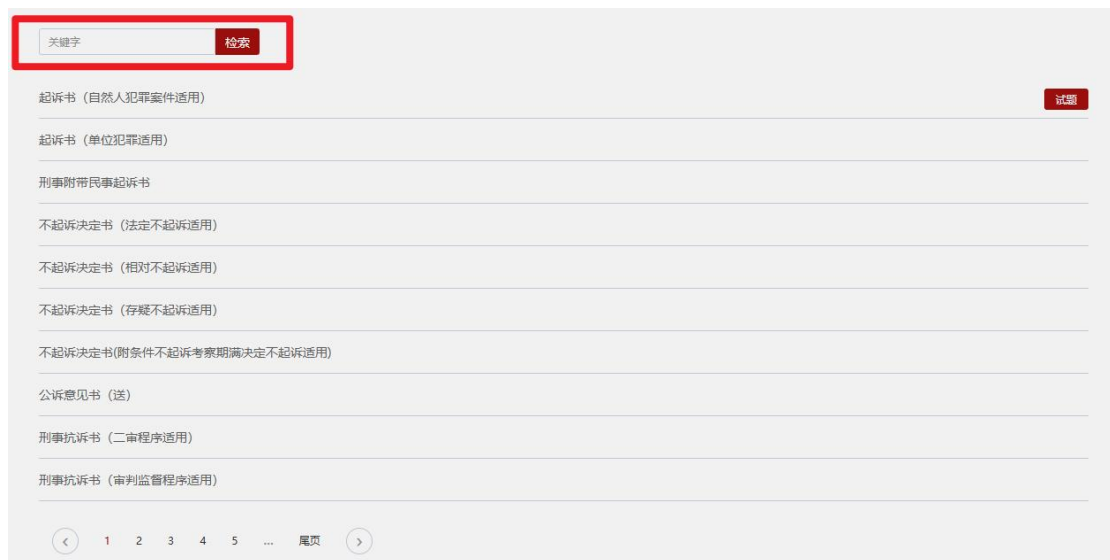 关键字 检索
起诉书（自然人犯罪案件适用） 试题
起诉书（单位犯罪适用）
刑事附带民事起诉书
不起诉决定书（法定不起诉适用）
不起诉决定书（相对不起诉适用）
不起诉决定书（存疑不起诉适用）
不起诉决定书(附条件不起诉考察期满决定不起诉适用)
公诉意见书（送）
刑事抗诉书（二审程序适用）
刑事抗诉书（审判监督程序适用）
< 1 2 3 4 5 ... 尾页 >